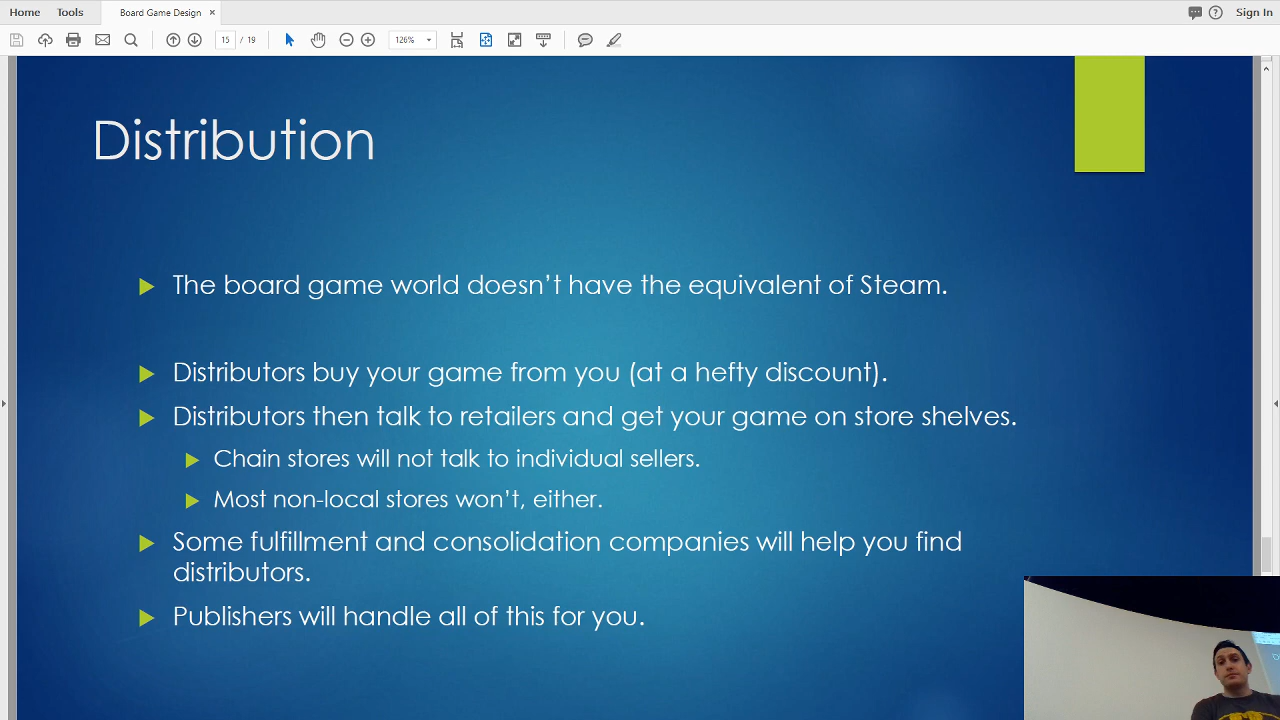 Home Tools Board Game Design × Sign In
15 / 19 126%
Distribution
The board game world doesn’t have the equivalent of Steam.
Distributors buy your game from you (at a hefty discount).
Distributors then talk to retailers and get your game on store shelves.
Chain stores will not talk to individual sellers.
Most non-local stores won’t, either.
Some fulfillment and consolidation companies will help you find
distributors.
Publishers will handle all of this for you.